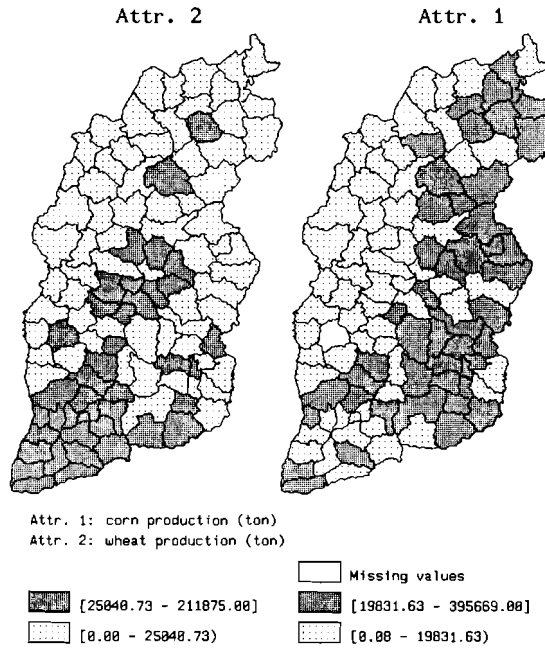 Attr. 2 Attr. 1
Attr. 1: corn production (ton)
Attr. 2: wheat production (ton)
Missing values
[25040.73 - 211875.00] [19831.63 - 395669.00]
[0.00 - 25040.73) [0.08 - 19831.63)